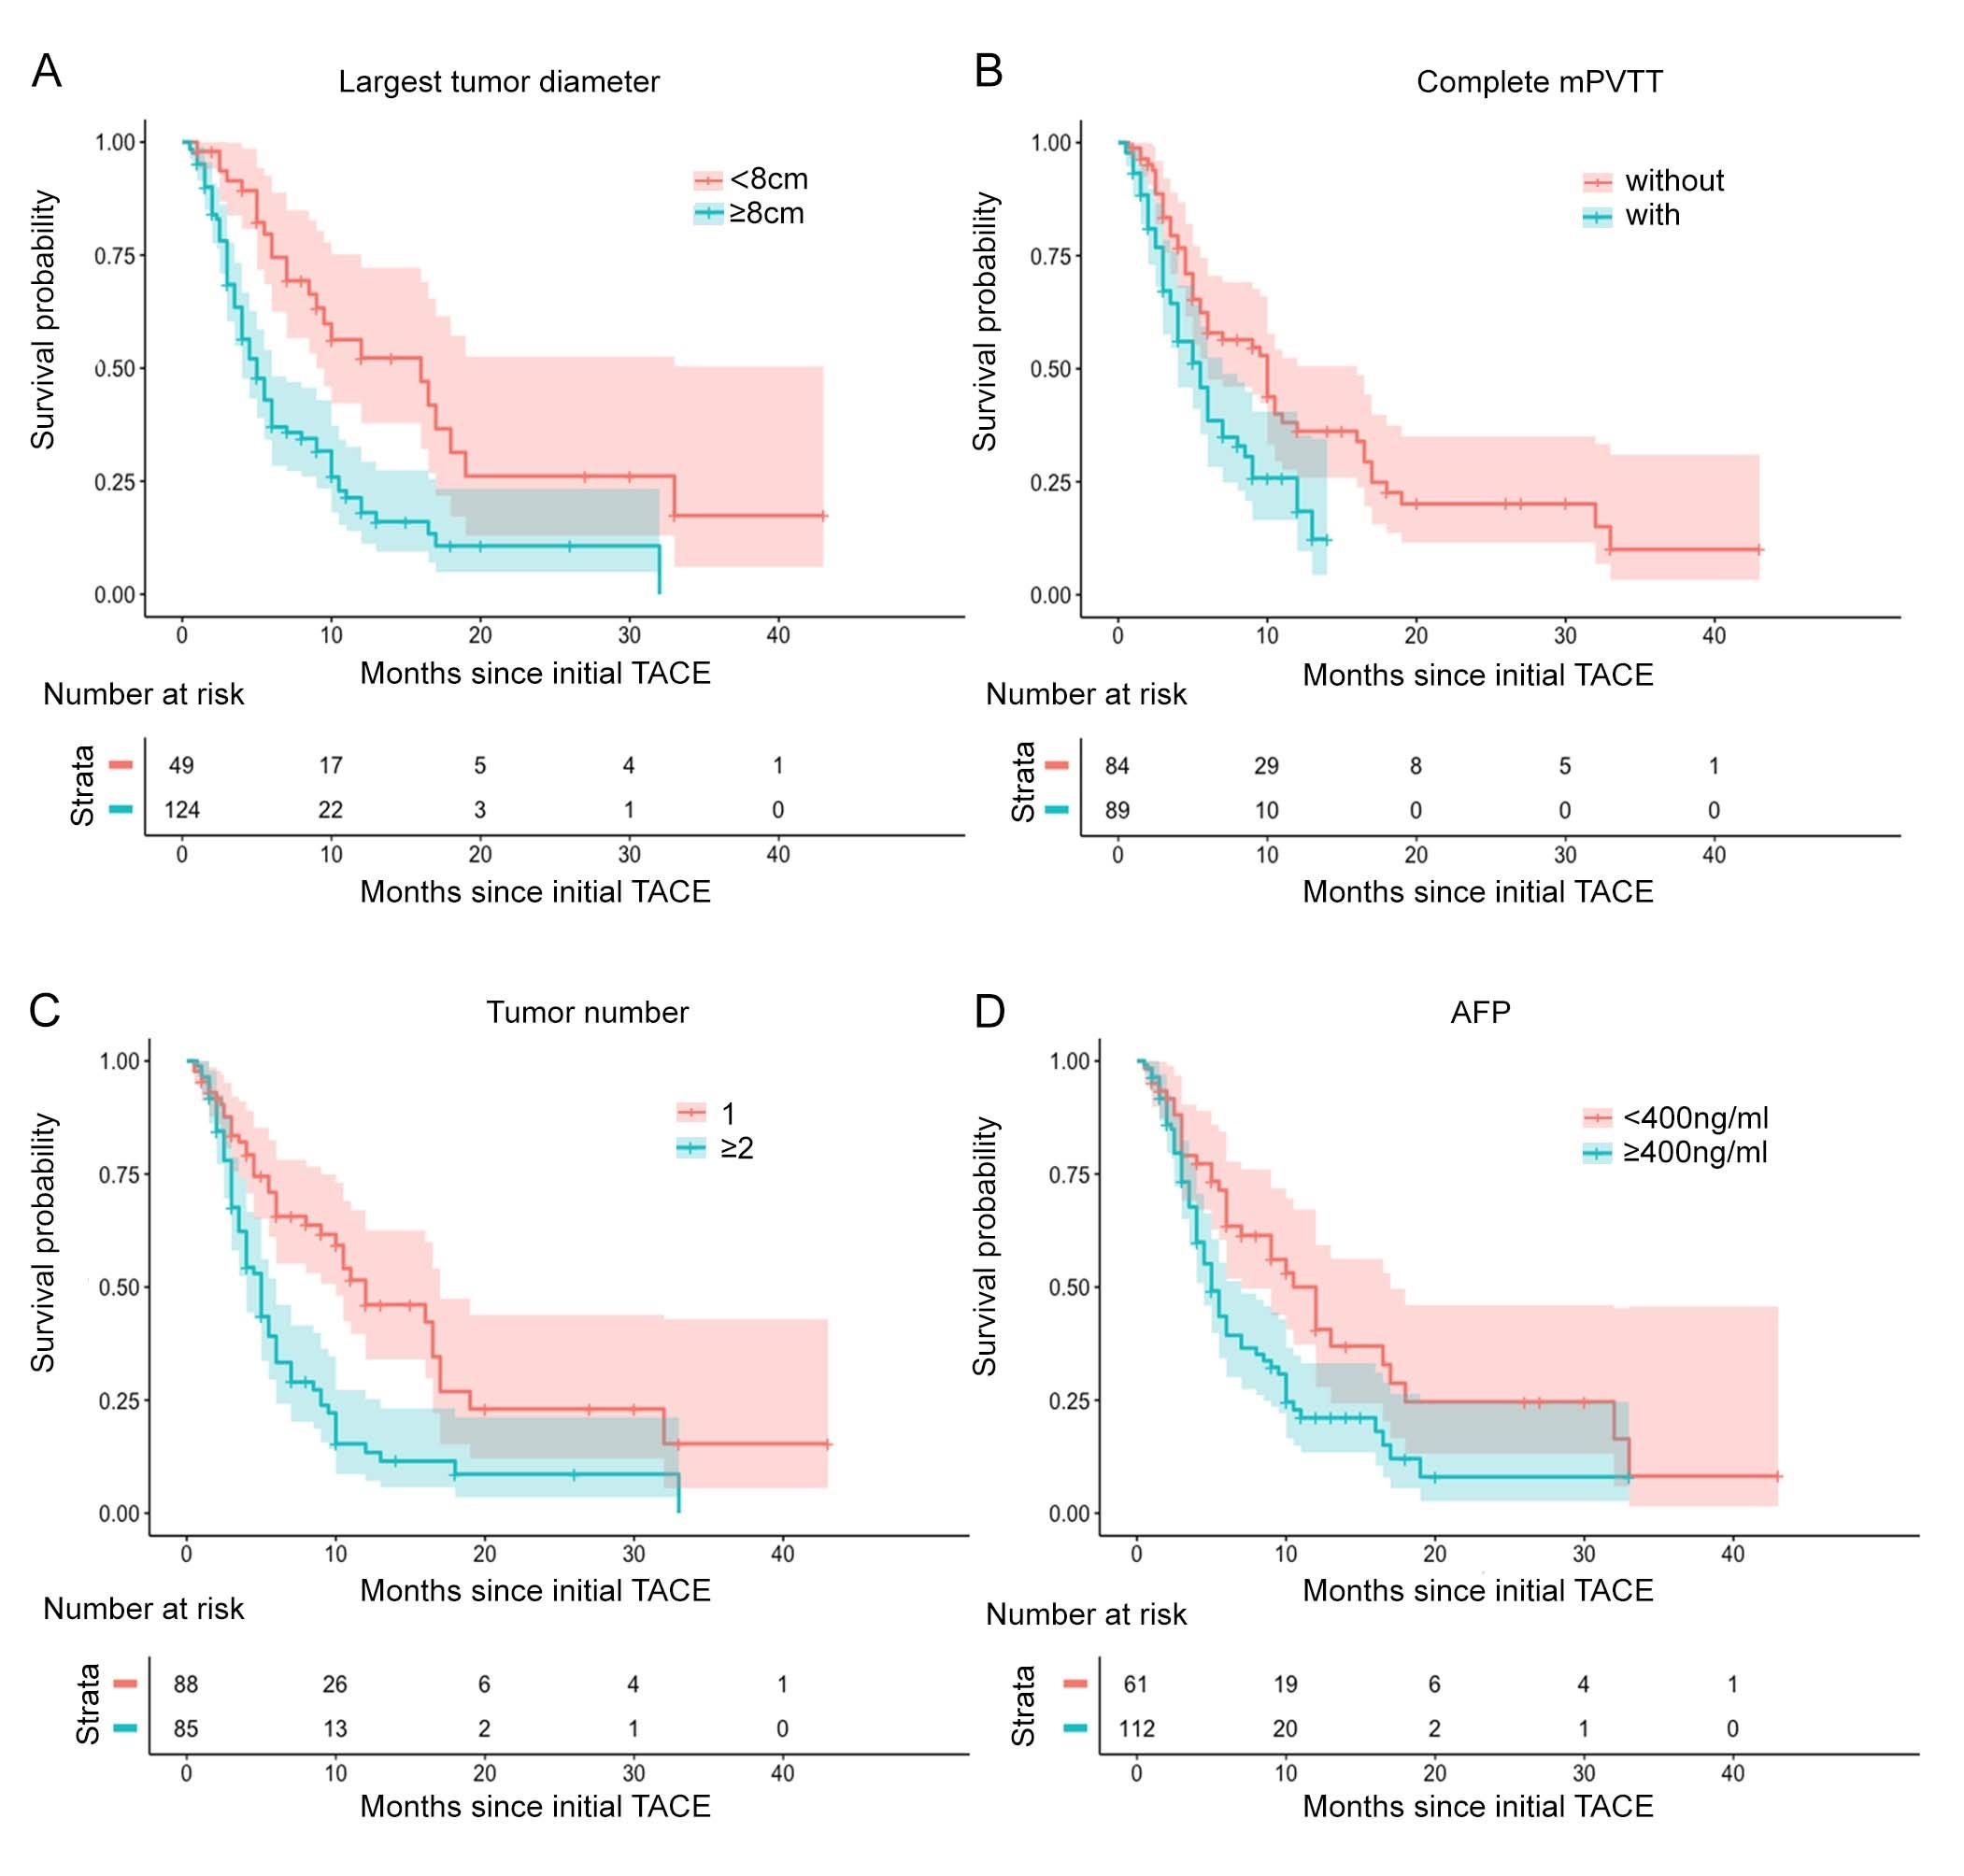 A
Largest tumor diameter
Survival probability
1.00
0.75
0.50
0.25
0.00
<8cm
≥8cm
0 10 20 30 40
Months since initial TACE
Number at risk
Strata
49 17 5 4 1
124 22 3 1 0
0 10 20 30 40
Months since initial TACE
B
Complete mPVTT
Survival probability
1.00
0.75
0.50
0.25
0.00
without
with
0 10 20 30 40
Months since initial TACE
Number at risk
Strata
84 29 8 5 1
89 10 0 0 0
0 10 20 30 40
Months since initial TACE
C
Tumor number
Survival probability
1.00
0.75
0.50
0.25
0.00
1
≥2
0 10 20 30 40
Months since initial TACE
Number at risk
Strata
88 26 6 4 1
85 13 2 1 0
0 10 20 30 40
Months since initial TACE
D
AFP
Survival probability
1.00
0.75
0.50
0.25
0.00
<400ng/ml
≥400ng/ml
0 10 20 30 40
Months since initial TACE
Number at risk
Strata
61 19 6 4 1
112 20 2 1 0
0 10 20 30 40
Months since initial TACE